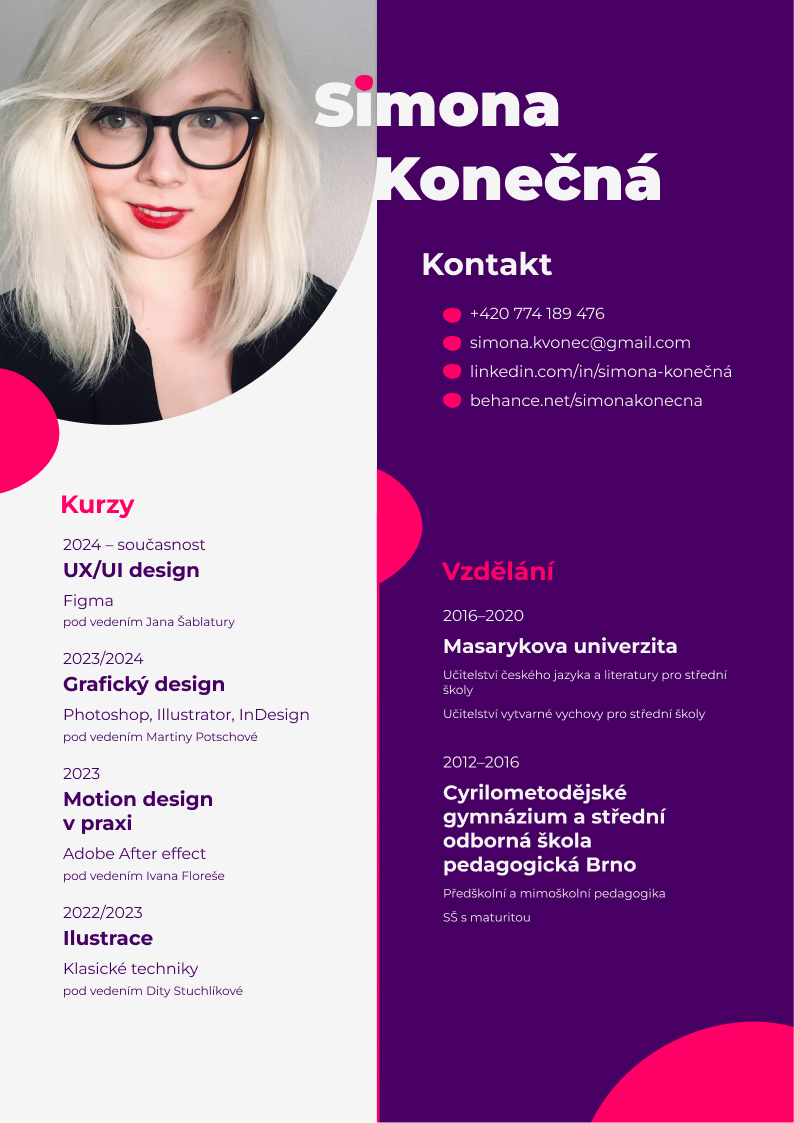 Simona
Konečná
Kontakt
+420 774 189 476
simona.kvonec@gmail.com
linkedin.com/in/simona-konečná
behance.net/simonakonecna
Kurzy
2024 – současnost
UX/UI design
Figma
pod vedením Jana Šablatury
2023/2024
Grafický design
Photoshop, Illustrator, InDesign
pod vedením Martiny Potschové
2023
Motion design
v praxi
Adobe After effect
pod vedením Ivana Floreše
2022/2023
Ilustrace
Klasické techniky
pod vedením Dity Stuchlíkové
Vzdělání
2016–2020
Masarykova univerzita
Učitelství českého jazyka a literatury pro střední
školy
Učitelství vytvarné vychovy pro střední školy
2012–2016
Cyrilometodějské
gymnázium a střední
odborná škola
pedagogická Brno
Předškolní a mimoškolní pedagogika
SŠ s maturitou